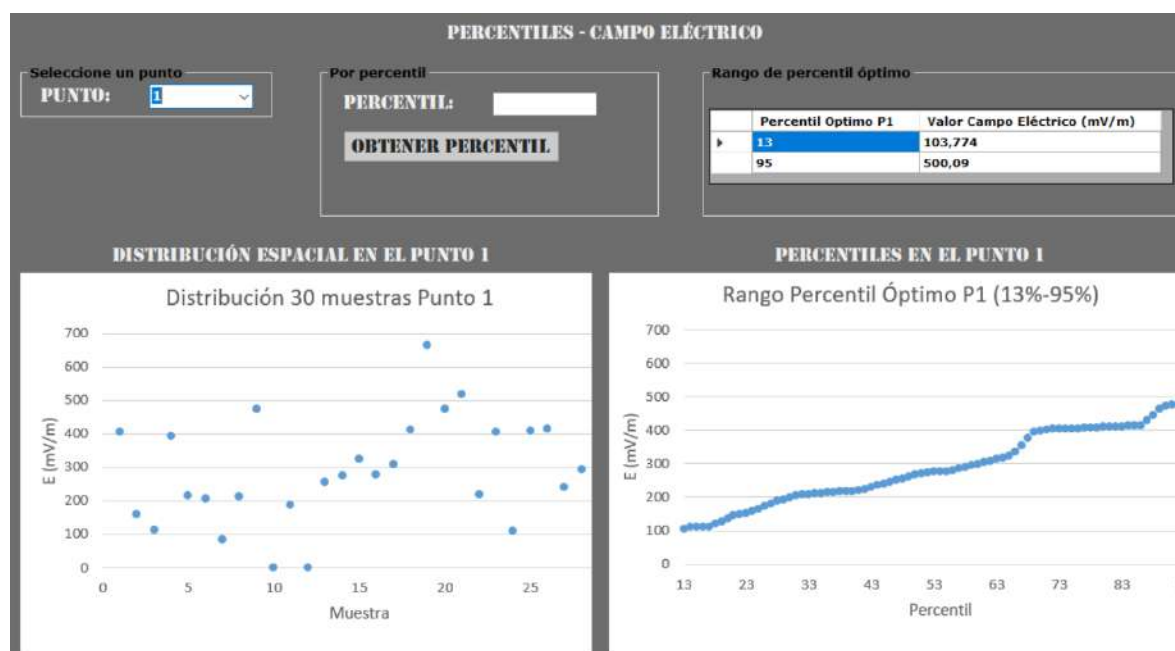 PERCENTILES - CAMPO ELÉCTRICO
Seleccione un punto
PUNTO: 1
Por percentil
PERCENTIL:
OBTENER PERCENTIL
Rango de percentil óptimo
Percentil Optimo P1 Valor Campo Eléctrico (mV/m)
13 103,774
95 500,09
DISTRIBUCIÓN ESPACIAL EN EL PUNTO 1
Distribución 30 muestras Punto 1
700
600
500
400
300
200
100
0
E (mV/m)
0 5 10 15 20 25
Muestra
PERCENTILES EN EL PUNTO 1
Rango Percentil Óptimo P1 (13%-95%)
700
600
500
400
300
200
100
0
E (mV/m)
13 23 33 43 53 63 73 83
Percentil